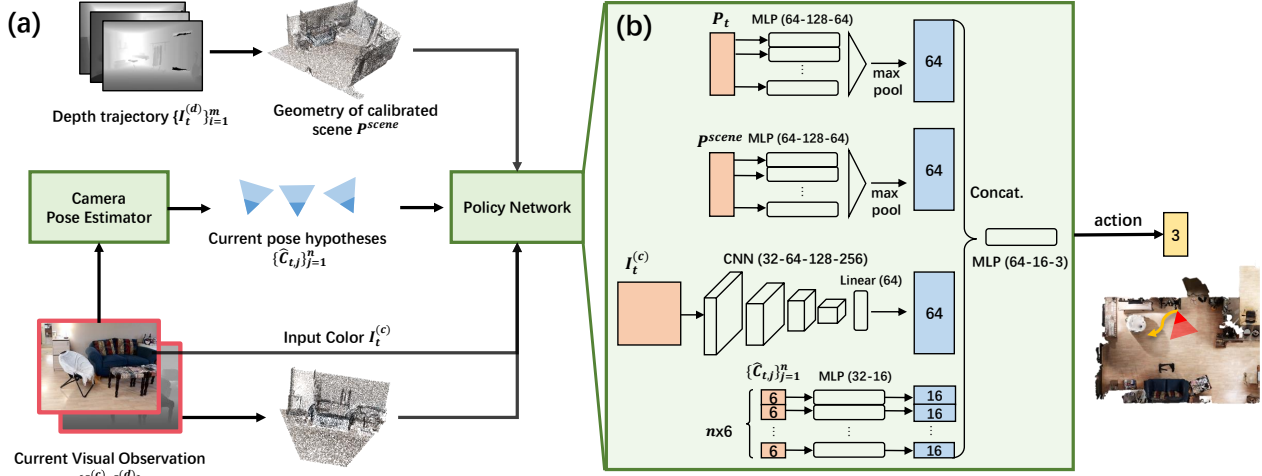 (a)
Depth trajectory {I_t^(d)}_{i=1}^m
Geometry of calibrated
scene P^scene
Camera
Pose Estimator
Current pose hypotheses
{Ĉ_{t,j}}_{j=1}^n
Policy Network
Input Color I_t^(c)
Current Visual Observation
(b)
P_t
MLP (64-128-64)
⋮
max
pool
64
P^scene
MLP (64-128-64)
⋮
max
pool
64
I_t^(c)
CNN (32-64-128-256)
Linear (64)
64
{Ĉ_{t,j}}_{j=1}^n
MLP (32-16)
n×6
6
16
6
16
⋮ ⋮ ⋮
6
16
Concat.
MLP (64-16-3)
action
3